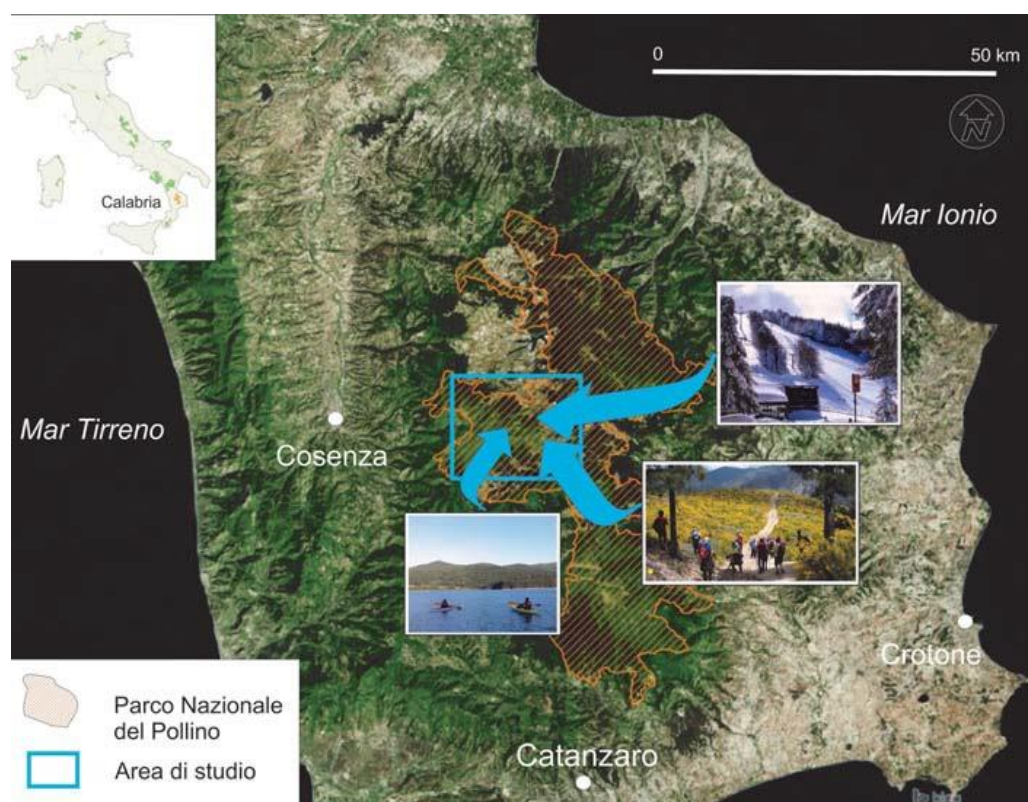 Calabria
0 50 km
N
Mar Ionio
Mar Tirreno
Cosenza
Crotone
Catanzaro
Parco Nazionale
del Pollino
Area di studio